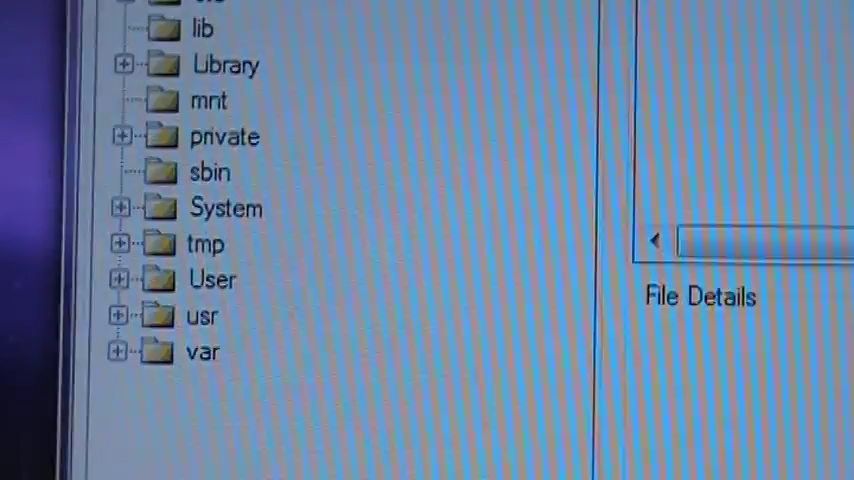 lib
Library
mnt
private
sbin
System
tmp
User
usr
var
File Details